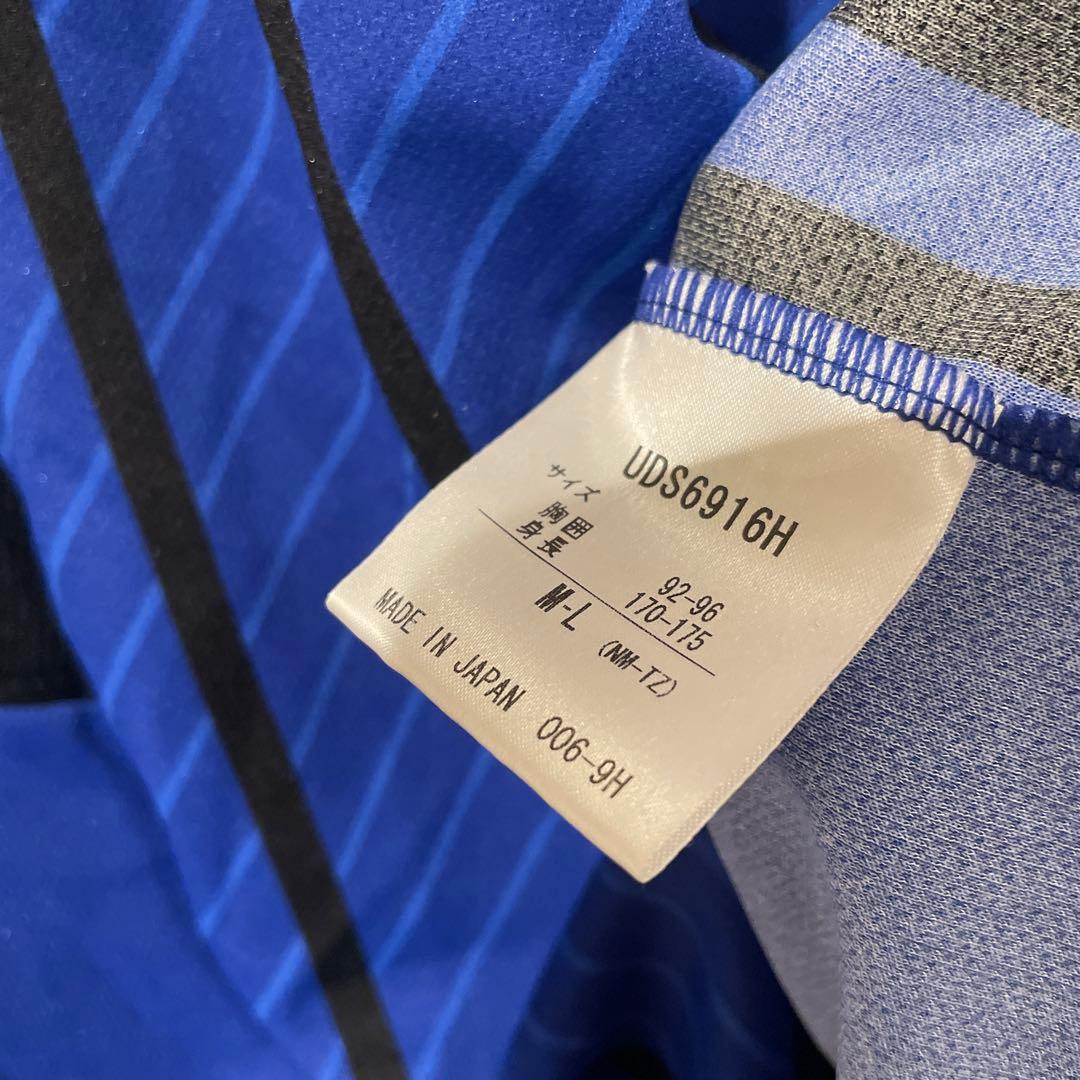 UDS6916H
サイズ
胸囲 92-96
身長 170-175
M-L (NM-TZ)
MADE IN JAPAN 006-9H